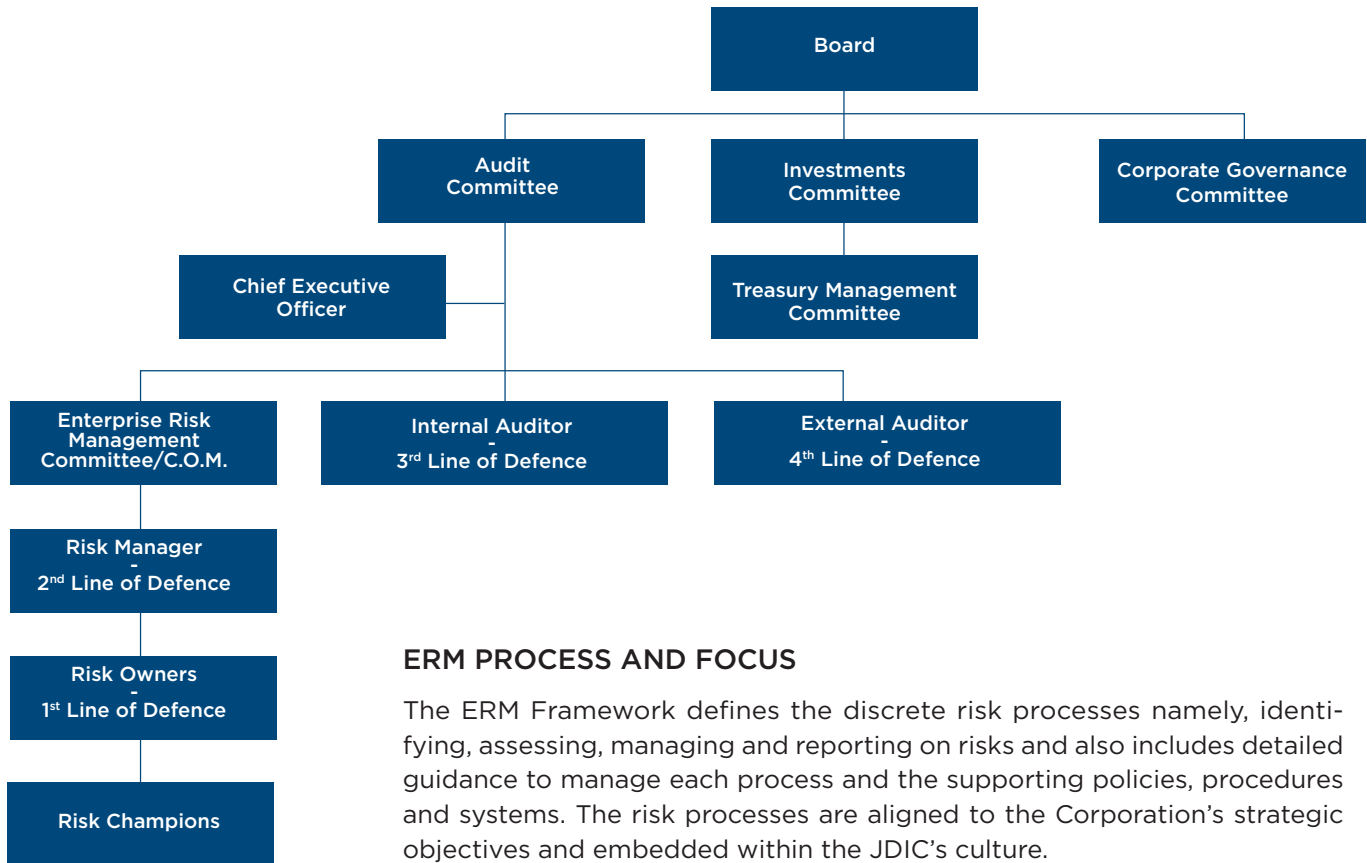 Board
Audit
Committee
Investments
Committee
Corporate Governance
Committee
Chief Executive
Officer
Treasury Management
Committee
Enterprise Risk
Management
Committee/C.O.M.
Internal Auditor
-
3rd Line of Defence
External Auditor
-
4th Line of Defence
Risk Manager
-
2nd Line of Defence
Risk Owners
-
1st Line of Defence
Risk Champions
ERM PROCESS AND FOCUS
The ERM Framework defines the discrete risk processes namely, identi-
fying, assessing, managing and reporting on risks and also includes detailed
guidance to manage each process and the supporting policies, procedures
and systems. The risk processes are aligned to the Corporation's strategic
objectives and embedded within the JDIC's culture.